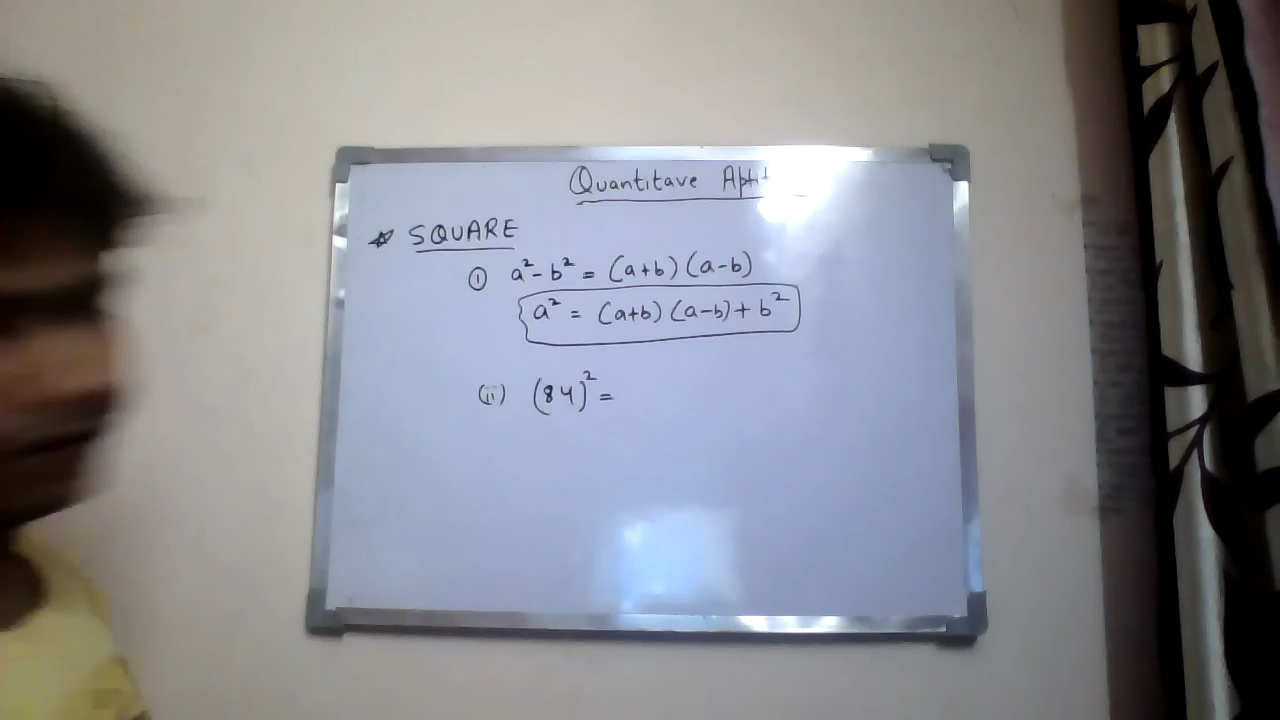 Quantitave
* SQUARE
① a² - b² = (a+b) (a-b)
a² = (a+b) (a-b) + b²
(ii) (84)² =